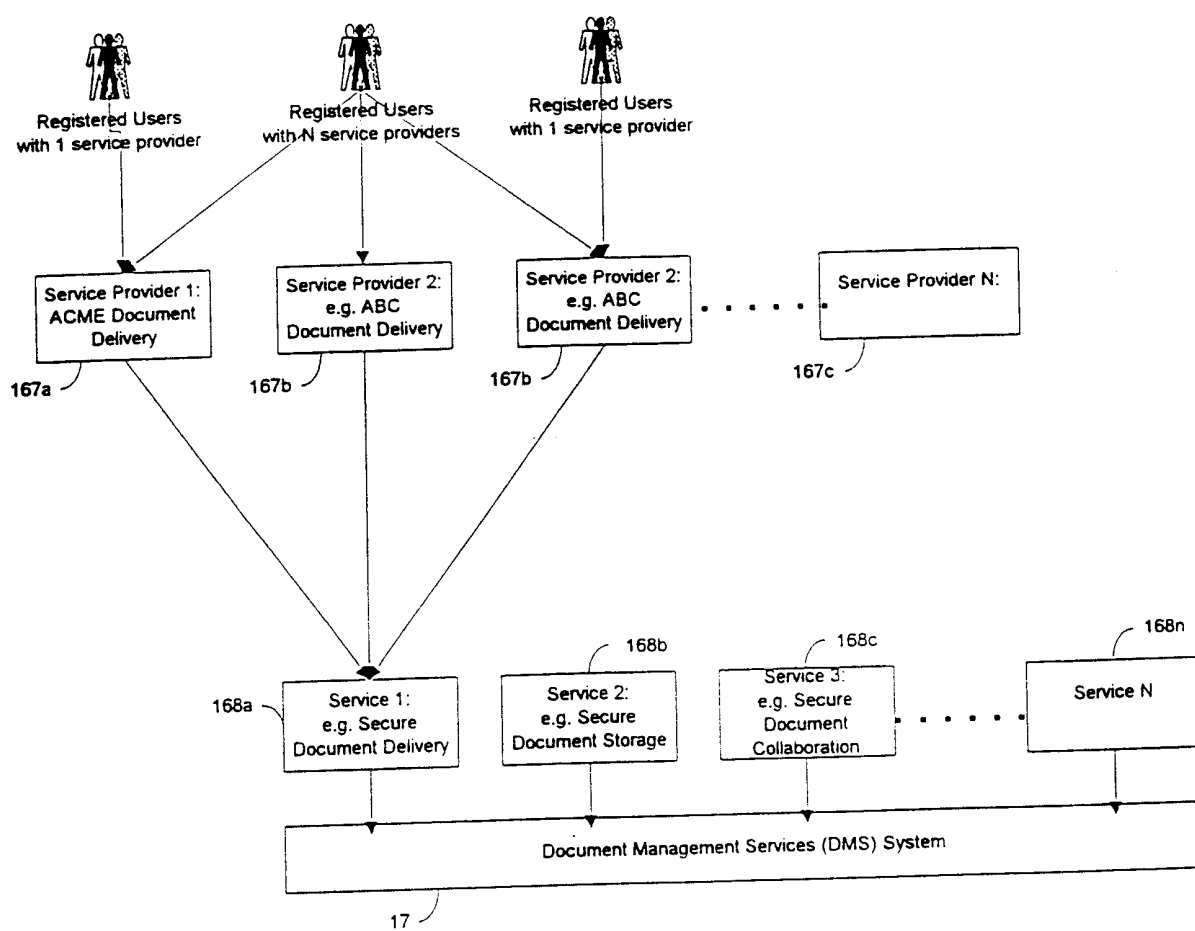 Registered Users
with 1 service provider
Registered Users
with N service providers
Registered Users
with 1 service provider
Service Provider 1:
ACME Document
Delivery
167a
Service Provider 2:
e.g. ABC
Document Delivery
167b
Service Provider 2:
e.g. ABC
Document Delivery
167b
Service Provider N:
167c
168a
Service 1:
e.g. Secure
Document Delivery
168b
Service 2:
e.g. Secure
Document Storage
168c
Service 3:
e.g. Secure
Document
Collaboration
168n
Service N
Document Management Services (DMS) System
17